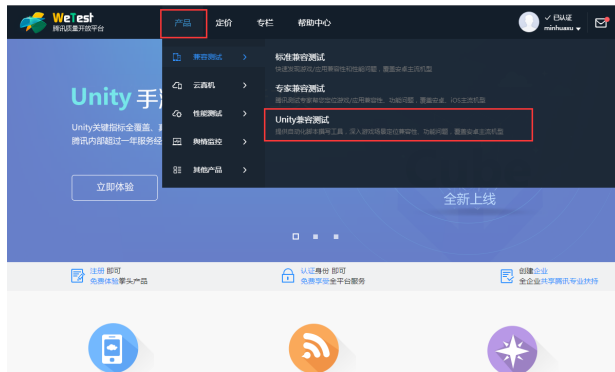 WeTest
腾讯质量开放平台
产品 定价 专栏 帮助中心
已认证
minhuaxu
兼容测试
云真机
性能测试
舆情监控
其他产品
标准兼容测试
快速发现游戏/应用兼容性和性能问题，覆盖安卓主流机型
专家兼容测试
腾讯测试专家帮您定位游戏/应用兼容性、功能问题，覆盖安卓、iOS主流机型
Unity兼容测试
提供自动化脚本撰写工具，深入游戏场景定位兼容性、功能问题，覆盖安卓主流机型
Unity 手
Unity关键指标全覆盖、
腾讯内部超过一年服务经
立即体验
全新上线
注册 即可
免费体验拳头产品
认证身份 即可
免费享受全平台服务
创建企业
全企业共享腾讯专业扶持